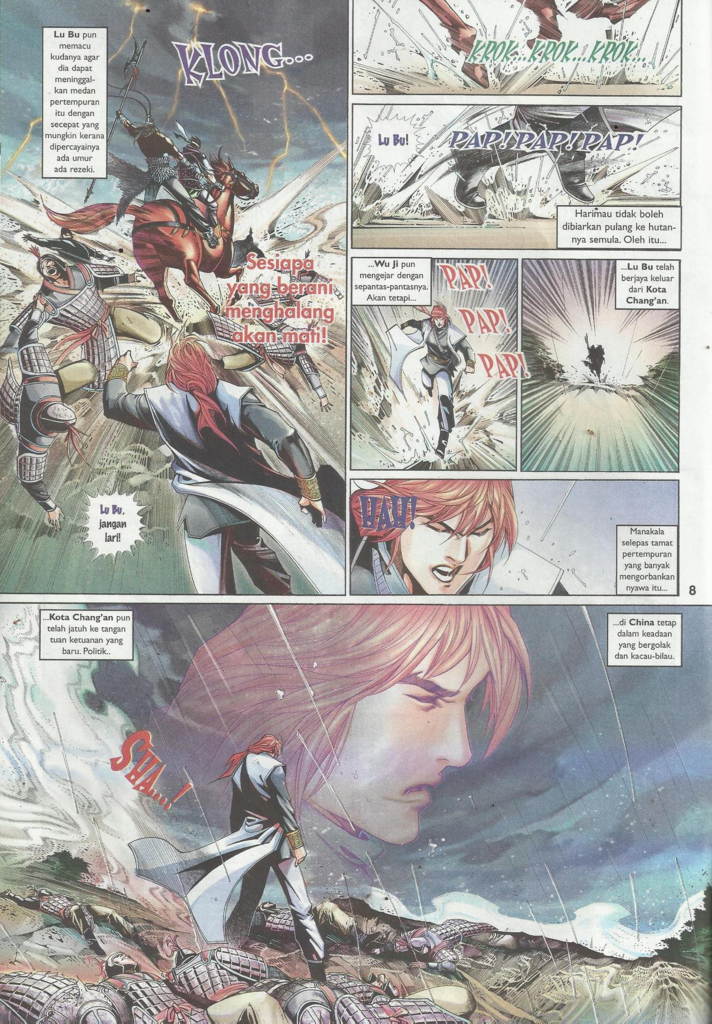 Lu Bu pun
memacu
kudanya agar
dia dapat
meninggal-
kan medan
pertempuran
itu dengan
secepat yang
mungkin kerana
dipercayainya
ada umur
ada rezeki.
KLONG...
Sesiapa
yang berani
menghalang
akan mati!
Lu Bu,
jangan
lari!
KROK...KROK...KROK...
Lu Bu!
PAP! PAP! PAP!
Harimau tidak boleh
dibiarkan pulang ke hutan-
nya semula. Oleh itu...
...Wu Ji pun
mengejar dengan
sepantas-pantasnya.
Akan tetapi...
PAP!
PAP!
PAP!
...Lu Bu telah
berjaya keluar
dari Kota
Chang'an.
UAH!
Manakala
selepas tamat
pertempuran
yang banyak
mengorbankan
nyawa itu...
8
...Kota Chang'an pun
telah jatuh ke tangan
tuan ketuanan yang
baru. Politik..
...di China tetap
dalam keadaan
yang bergolak
dan kacau-bilau.
SYA...!